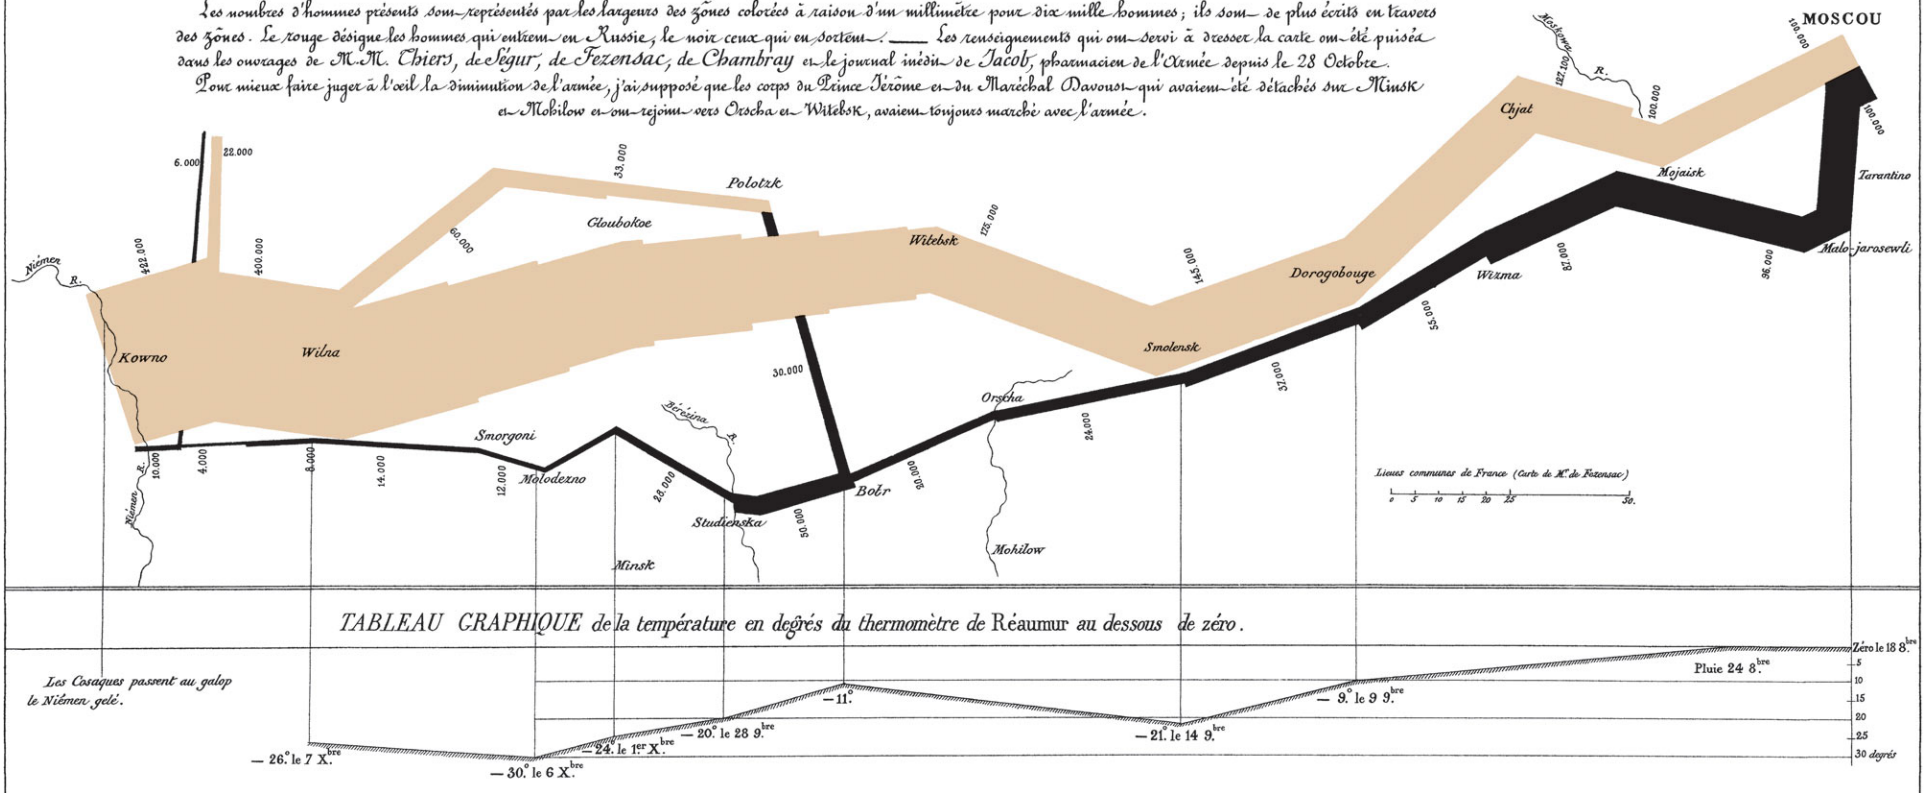 Les nombres d'hommes présents sont représentés par les largeurs des zônes colorées à raison d'un millimètre pour dix mille hommes; ils sont de plus écrits en travers
des zônes. Le rouge désigne les hommes qui entrent en Russie, le noir ceux qui en sortent. — Les renseignements qui ont servi à dresser la carte ont été puisés
dans les ouvrages de M.M. Thiers, de Ségur, de Fezensac, de Chambray et le journal inédit de Jacob, pharmacien de l'Armée depuis le 28 Octobre.
Pour mieux faire juger à l'œil la diminution de l'armée, j'ai supposé que les corps du Prince Jérôme et du Maréchal Davoust qui avaient été détachés sur Minsk
et Mohilow et ont rejoint vers Orscha et Witebsk, avaient toujours marché avec l'armée.
MOSCOU
100.000
Moskowa R.
127.100
100.000
Chjat
100.000
Mojaisk
Tarantino
6.000
22.000
33.000
Polotzk
Gloubokoe
60.000
175.000
Witebsk
422.000
400.000
Niémen R.
145.000
Dorogobouge
Wizma
87.000
96.000
Malo-jarosewli
55.000
Kowno
Wilna
Smolensk
30.000
37.000
Orscha
Bérézina R.
24.000
Smorgoni
10.000
4.000
8.000
14.000
12.000
Molodezno
28.000
Studienska
50.000
Bobr
20.000
Niémen R.
Mohilow
Minsk
Lieues communes de France (Carte de M. de Fezensac)
0 5 10 15 20 25 50.
TABLEAU GRAPHIQUE de la température en degrés du thermomètre de Réaumur au dessous de zéro.
Zéro le 18 8.bre
5
10
15
20
25
30 degrés
Pluie 24 8.bre
Les Cosaques passent au galop
le Niémen gelé.
— 9.° le 9 9.bre
—11.°
— 20.° le 28 9.bre
—21.° le 14 9.bre
—24.° le 1.er X.bre
— 26.° le 7 X.bre
— 30.° le 6 X.bre